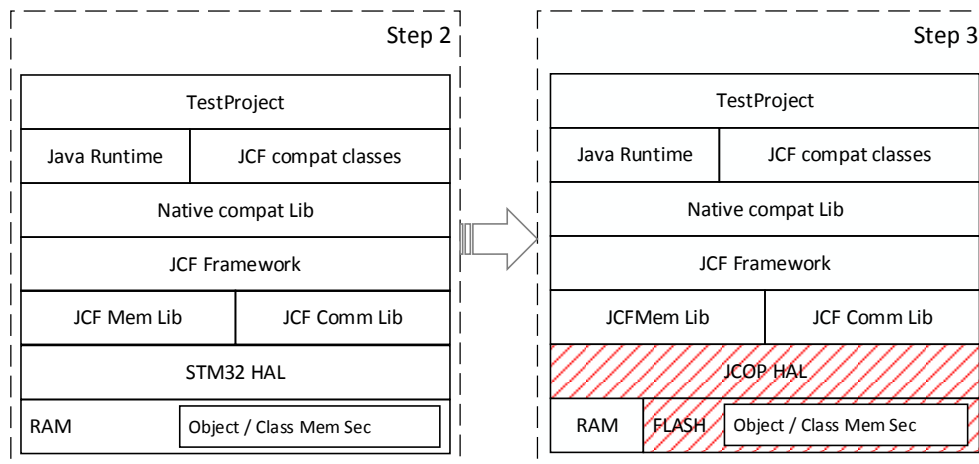 Step 2
TestProject
Java Runtime
JCF compat classes
Native compat Lib
JCF Framework
JCF Mem Lib
JCF Comm Lib
STM32 HAL
RAM
Object / Class Mem Sec
Step 3
TestProject
Java Runtime
JCF compat classes
Native compat Lib
JCF Framework
JCFMem Lib
JCF Comm Lib
JCOP HAL
RAM
FLASH
Object / Class Mem Sec